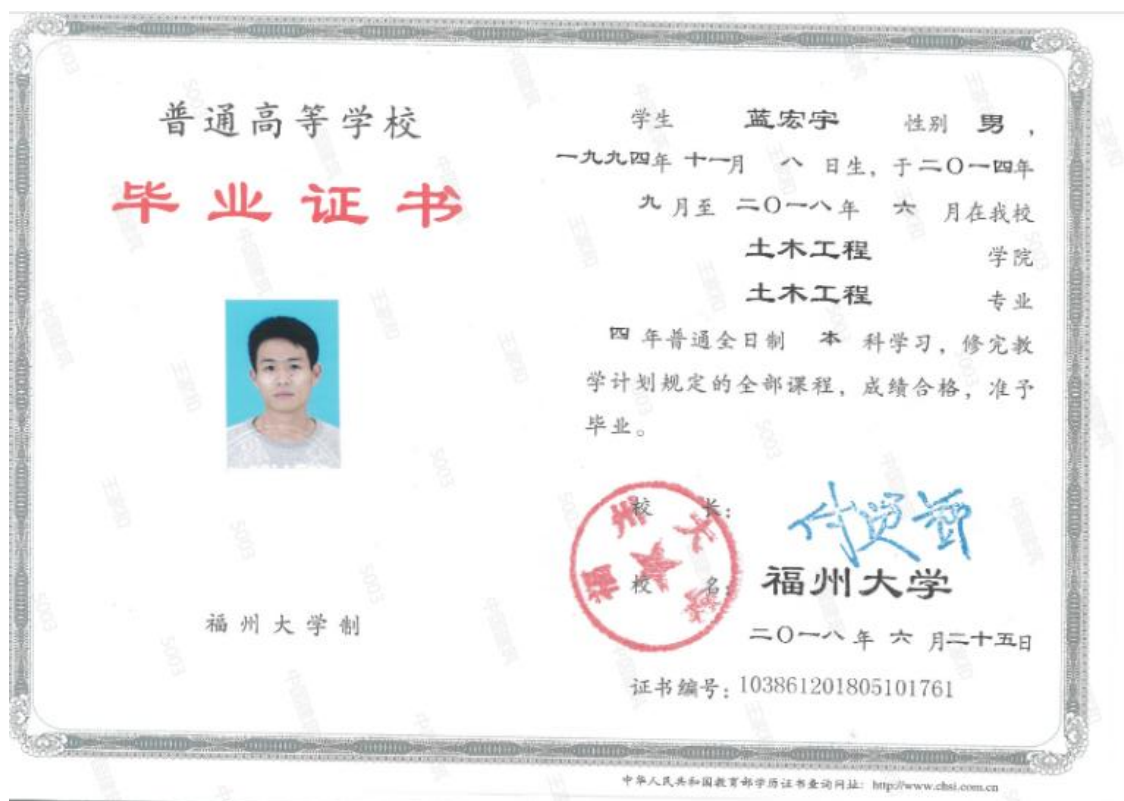 普通高等学校
毕业证书
福州大学制
学生 蓝宏宇 性别 男，
一九九四年 十一月 八 日生，于二〇一四年
九 月至 二〇一八年 六 月在我校
土木工程 学院
土木工程 专业
四 年普通全日制 本 科学习，修完教
学计划规定的全部课程，成绩合格，准予
毕业。
校 长：
福州大学
校 名：福州大学
二〇一八年 六 月二十五日
证书编号：103861201805101761
中华人民共和国教育部学历证书查询网址：http://www.chsi.com.cn